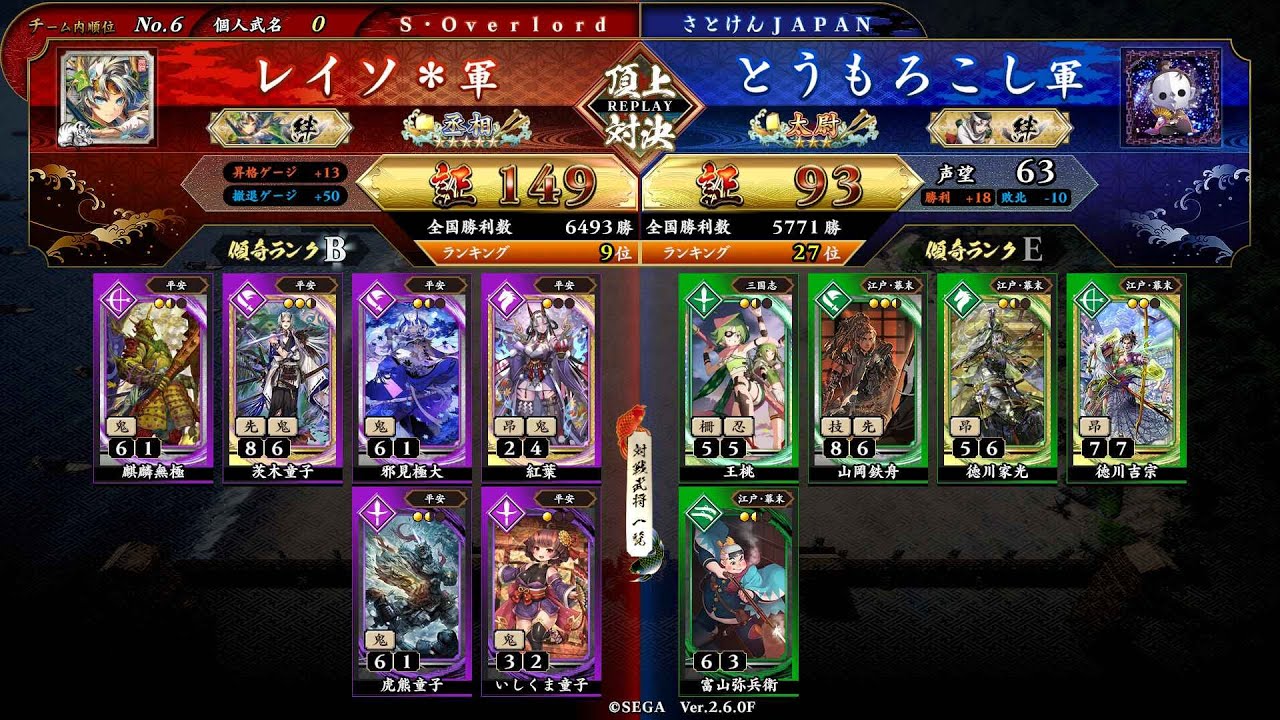 チーム内順位 No.6 個人武名 0
S・Overlord
さとけんJAPAN
レイソ＊軍
頂上
REPLAY
対決
とうもろこし軍
絆
丞相
太尉
絆
昇格ゲージ +13
撤退ゲージ +50
証 149
証 93
声望 63
勝利 +18 敗北 -10
全国勝利数 6493勝
全国勝利数 5771勝
傾奇ランクB
ランキング 9位
ランキング 27位
傾奇ランクE
平安
鬼
6 1
麒麟無極
平安
先 鬼
8 6
茨木童子
平安
鬼
6 1
邪見極大
平安
昂 鬼
2 4
紅葉
三国志
柵 忍
5 5
王桃
江戸・幕末
技 先
8 6
山岡鉄舟
江戸・幕末
昂
5 6
徳川家光
江戸・幕末
昂
7 7
徳川吉宗
対戦武将一覧
平安
鬼
6 1
虎熊童子
平安
鬼
3 2
いしくま童子
江戸・幕末
6 3
富山弥兵衛
©SEGA Ver.2.6.0F